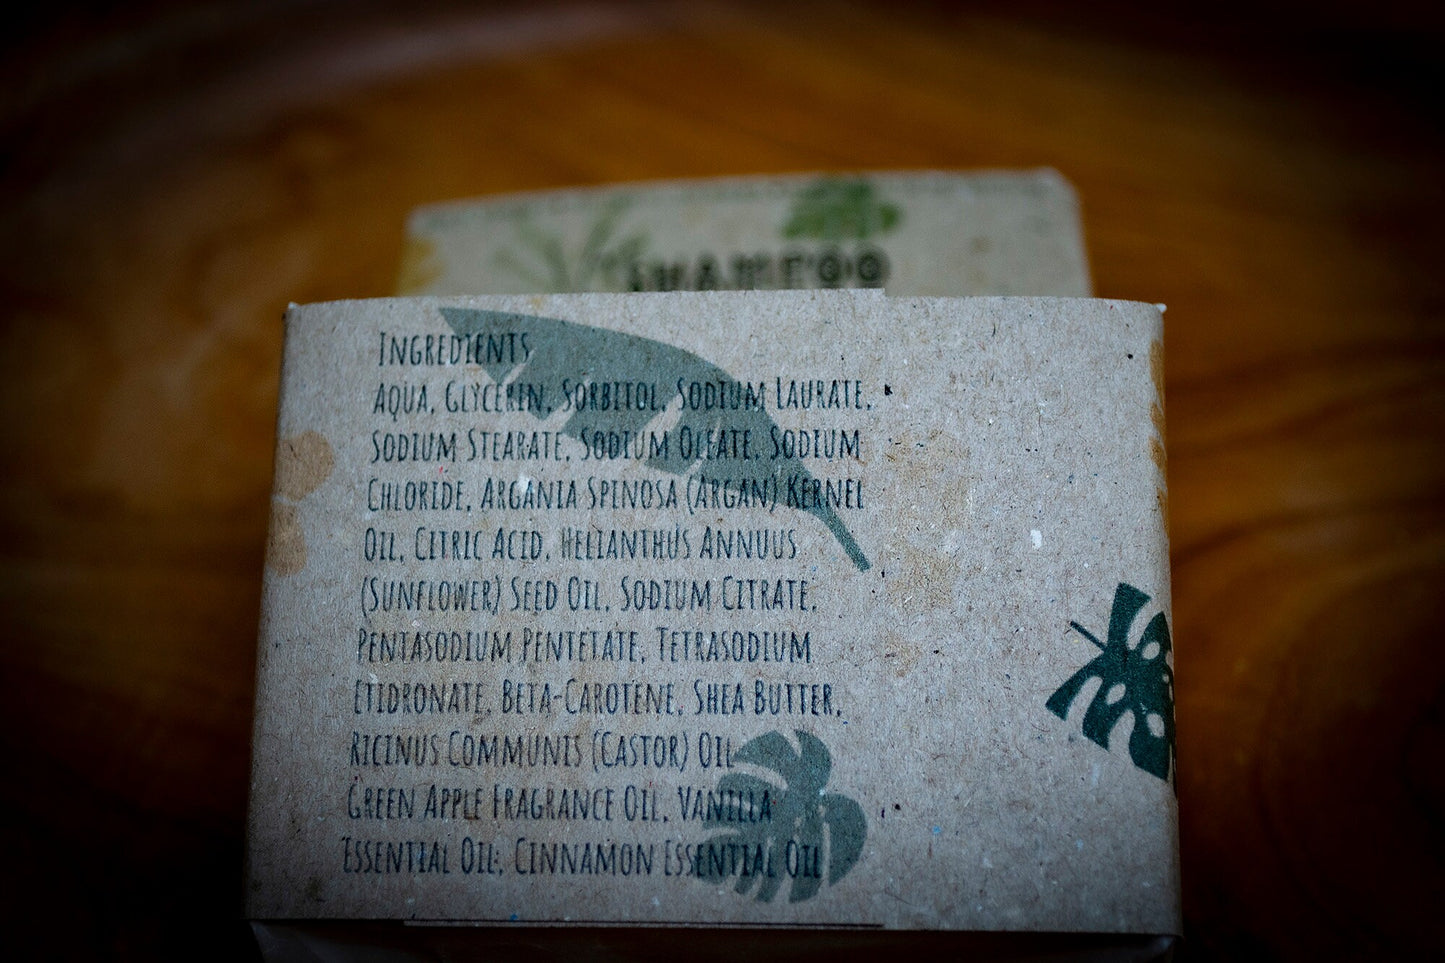 Ingredients
Aqua, Glycerin, Sorbitol, Sodium Laurate,
Sodium Stearate, Sodium Oleate, Sodium
Chloride, Argania Spinosa (Argan) Kernel
Oil, Citric Acid, Helianthus Annuus
(Sunflower) Seed Oil, Sodium Citrate,
Pentasodium Pentetate, Tetrasodium
Etidronate, Beta-Carotene, Shea Butter,
Ricinus Communis (Castor) Oil
Green Apple Fragrance Oil, Vanilla
Essential Oil, Cinnamon Essential Oil